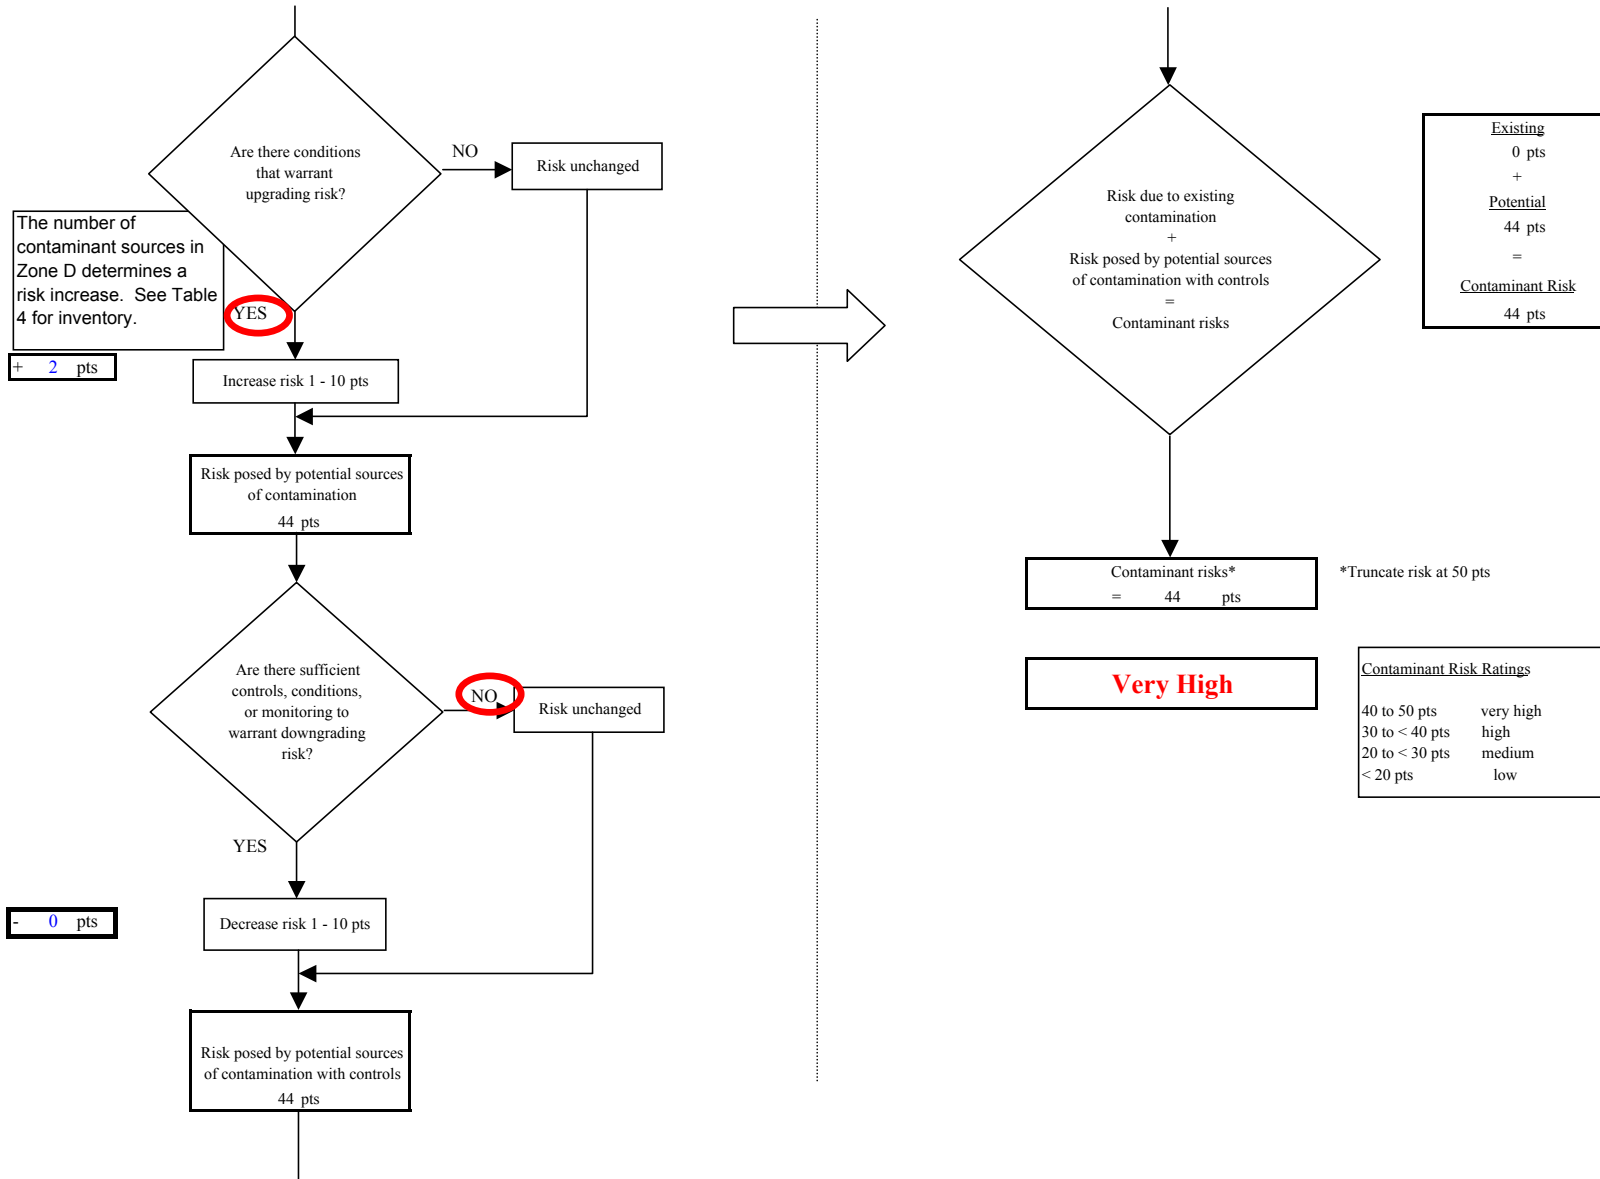 Are there conditions
that warrant
upgrading risk?
NO
Risk unchanged
The number of
contaminant sources in
Zone D determines a
risk increase.  See Table
4 for inventory.
YES
+ 2 pts
Increase risk 1 - 10 pts
Risk posed by potential sources
of contamination
44 pts
Are there sufficient
controls, conditions,
or monitoring to
warrant downgrading
risk?
NO
Risk unchanged
YES
- 0 pts
Decrease risk 1 - 10 pts
Risk posed by potential sources
of contamination with controls
44 pts
Risk due to existing
contamination
+
Risk posed by potential sources
of contamination with controls
=
Contaminant risks
Existing
0 pts
+
Potential
44 pts
=
Contaminant Risk
44 pts
Contaminant risks*
= 44 pts
*Truncate risk at 50 pts
Very High
Contaminant Risk Ratings
40 to 50 pts very high
30 to < 40 pts high
20 to < 30 pts medium
< 20 pts low